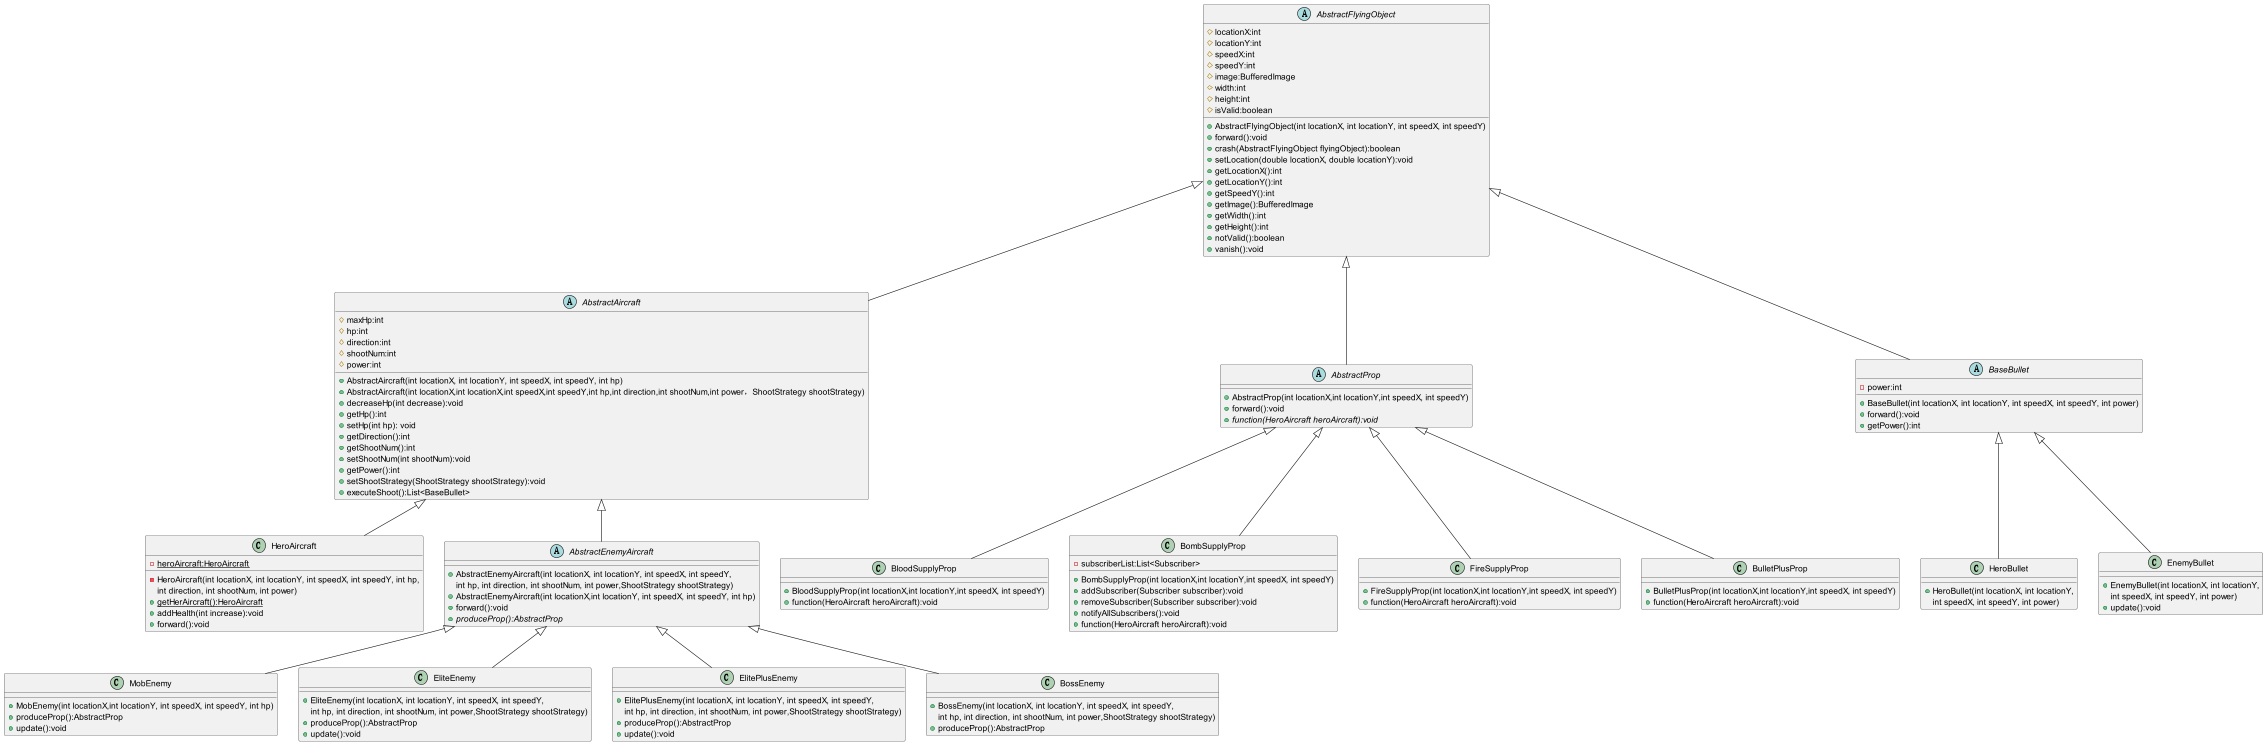 AbstractFlyingObject
locationX:int
locationY:int
speedX:int
speedY:int
image:BufferedImage
width:int
height:int
isValid:boolean
AbstractFlyingObject(int locationX, int locationY, int speedX, int speedY)
forward():void
crash(AbstractFlyingObject flyingObject):boolean
setLocation(double locationX, double locationY):void
getLocationX():int
getLocationY():int
getSpeedY():int
getImage():BufferedImage
getWidth():int
getHeight():int
notValid():boolean
vanish():void
AbstractAircraft
maxHp:int
hp:int
direction:int
shootNum:int
power:int
AbstractAircraft(int locationX, int locationY, int speedX, int speedY, int hp)
AbstractAircraft(int locationX,int locationX,int speedX,int speedY,int hp,int direction,int shootNum,int power，ShootStrategy shootStrategy)
decreaseHp(int decrease):void
getHp():int
setHp(int hp): void
getDirection():int
getShootNum():int
setShootNum(int shootNum):void
getPower():int
setShootStrategy(ShootStrategy shootStrategy):void
executeShoot():List<BaseBullet>
AbstractProp
AbstractProp(int locationX,int locationY,int speedX, int speedY)
forward():void
function(HeroAircraft heroAircraft):void
BaseBullet
power:int
BaseBullet(int locationX, int locationY, int speedX, int speedY, int power)
forward():void
getPower():int
HeroAircraft
heroAircraft:HeroAircraft
HeroAircraft(int locationX, int locationY, int speedX, int speedY, int hp,
int direction, int shootNum, int power)
getHerAircraft():HeroAircraft
addHealth(int increase):void
forward():void
AbstractEnemyAircraft
AbstractEnemyAircraft(int locationX, int locationY, int speedX, int speedY,
int hp, int direction, int shootNum, int power,ShootStrategy shootStrategy)
AbstractEnemyAircraft(int locationX,int locationY, int speedX, int speedY, int hp)
forward():void
produceProp():AbstractProp
BloodSupplyProp
BloodSupplyProp(int locationX,int locationY,int speedX, int speedY)
function(HeroAircraft heroAircraft):void
BombSupplyProp
subscriberList:List<Subscriber>
BombSupplyProp(int locationX,int locationY,int speedX, int speedY)
addSubscriber(Subscriber subscriber):void
removeSubscriber(Subscriber subscriber):void
notifyAllSubscribers():void
function(HeroAircraft heroAircraft):void
FireSupplyProp
FireSupplyProp(int locationX,int locationY,int speedX, int speedY)
function(HeroAircraft heroAircraft):void
BulletPlusProp
BulletPlusProp(int locationX,int locationY,int speedX, int speedY)
function(HeroAircraft heroAircraft):void
HeroBullet
HeroBullet(int locationX, int locationY,
int speedX, int speedY, int power)
EnemyBullet
EnemyBullet(int locationX, int locationY,
int speedX, int speedY, int power)
update():void
MobEnemy
MobEnemy(int locationX,int locationY, int speedX, int speedY, int hp)
produceProp():AbstractProp
update():void
EliteEnemy
EliteEnemy(int locationX, int locationY, int speedX, int speedY,
int hp, int direction, int shootNum, int power,ShootStrategy shootStrategy)
produceProp():AbstractProp
update():void
ElitePlusEnemy
ElitePlusEnemy(int locationX, int locationY, int speedX, int speedY,
int hp, int direction, int shootNum, int power,ShootStrategy shootStrategy)
produceProp():AbstractProp
update():void
BossEnemy
BossEnemy(int locationX, int locationY, int speedX, int speedY,
int hp, int direction, int shootNum, int power,ShootStrategy shootStrategy)
produceProp():AbstractProp